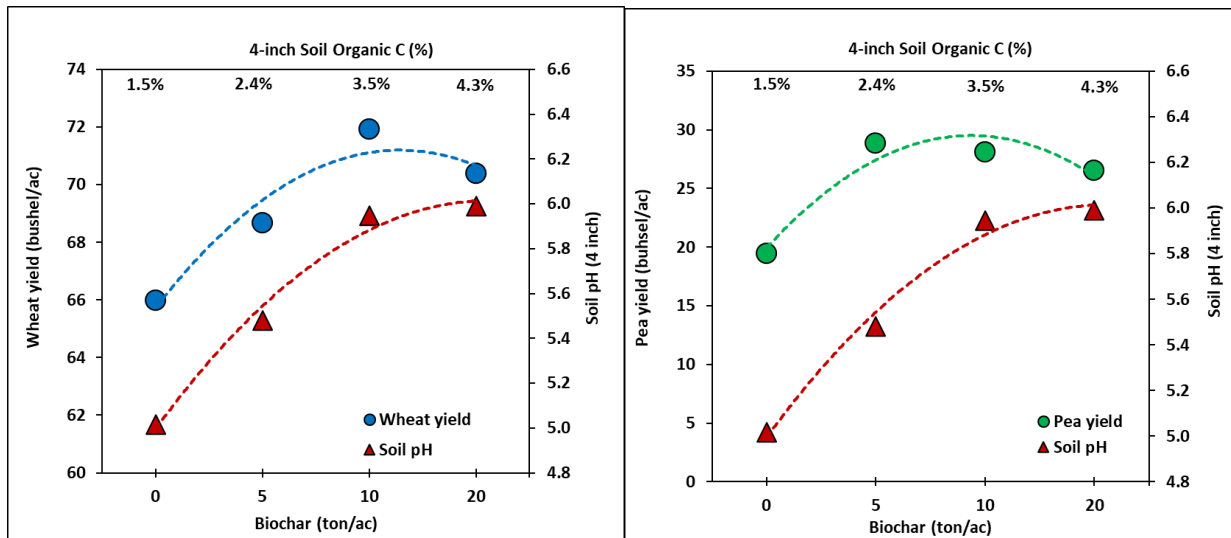 4-inch Soil Organic C (%)
1.5% 2.4% 3.5% 4.3%
Wheat yield (bushel/ac)
74
72
70
68
66
64
62
60
6.6
6.4
6.2
6.0
5.8
5.6
5.4
5.2
5.0
4.8
Soil pH (4 inch)
Wheat yield
Soil pH
0 5 10 20
Biochar (ton/ac)
4-inch Soil Organic C (%)
1.5% 2.4% 3.5% 4.3%
Pea yield (buhsel/ac)
35
30
25
20
15
10
5
0
6.6
6.4
6.2
6.0
5.8
5.6
5.4
5.2
5.0
4.8
Soil pH (4 inch)
Pea yield
Soil pH
0 5 10 20
Biochar (ton/ac)